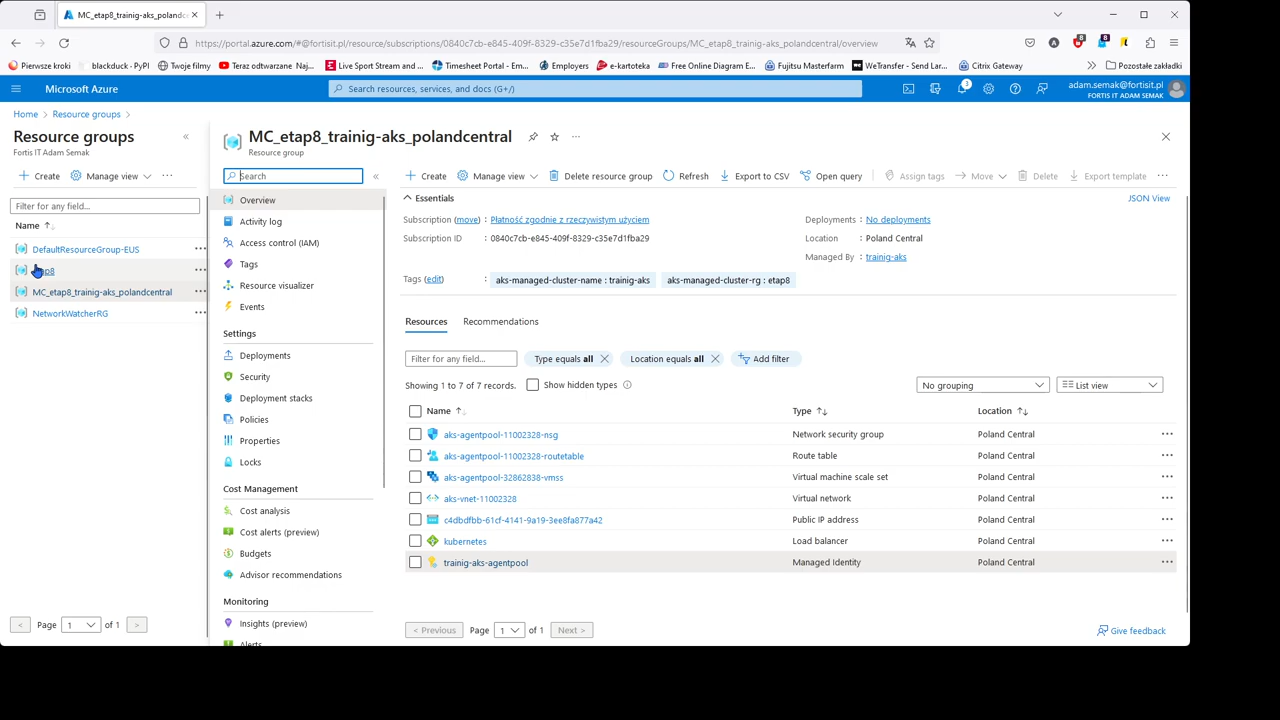 MC_etap8_trainig-aks_polandcentral
https://portal.azure.com/#@fortisit.pl/resource/subscriptions/0840c7cb-e845-409f-8329-c35e7d1fba29/resourceGroups/MC_etap8_trainig-aks_polandcentral/overview
Pierwsze kroki
blackduck · PyPI
Twoje filmy
Teraz odtwarzane: Naj...
Live Sport Stream and ...
Timesheet Portal - Em...
Employers
e-kartoteka
Free Online Diagram E...
Fujitsu Masterfarm
WeTransfer - Send Lar...
Citrix Gateway
Pozostałe zakładki
Microsoft Azure
Search resources, services, and docs (G+/)
adam.semak@fortisit.pl
FORTIS IT ADAM SEMAK
Home > Resource groups >
Resource groups
Fortis IT Adam Semak
Create
Manage view
...
Filter for any field...
Name
DefaultResourceGroup-EUS
MC_etap8_trainig-aks_polandcentral
NetworkWatcherRG
< Page 1 of 1 >
MC_etap8_trainig-aks_polandcentral
Resource group
Search
Overview
Activity log
Access control (IAM)
Tags
Resource visualizer
Events
Settings
Deployments
Security
Deployment stacks
Policies
Properties
Locks
Cost Management
Cost analysis
Cost alerts (preview)
Budgets
Advisor recommendations
Monitoring
Insights (preview)
Alerts
Create
Manage view
Delete resource group
Refresh
Export to CSV
Open query
Assign tags
Move
Delete
Export template
...
Essentials
JSON View
Subscription (move) : Płatność zgodnie z rzeczywistym użyciem
Subscription ID : 0840c7cb-e845-409f-8329-c35e7d1fba29
Deployments : No deployments
Location : Poland Central
Managed By : trainig-aks
Tags (edit) : aks-managed-cluster-name : trainig-aks aks-managed-cluster-rg : etap8
Resources Recommendations
Filter for any field...
Type equals all
Location equals all
Add filter
Showing 1 to 7 of 7 records.
Show hidden types
No grouping
List view
Name Type Location
aks-agentpool-11002328-nsg Network security group Poland Central
aks-agentpool-11002328-routetable Route table Poland Central
aks-agentpool-32862838-vmss Virtual machine scale set Poland Central
aks-vnet-11002328 Virtual network Poland Central
c4dbdfbb-61cf-4141-9a19-3ee8fa877a42 Public IP address Poland Central
kubernetes Load balancer Poland Central
trainig-aks-agentpool Managed Identity Poland Central
< Previous Page 1 of 1 Next >
Give feedback